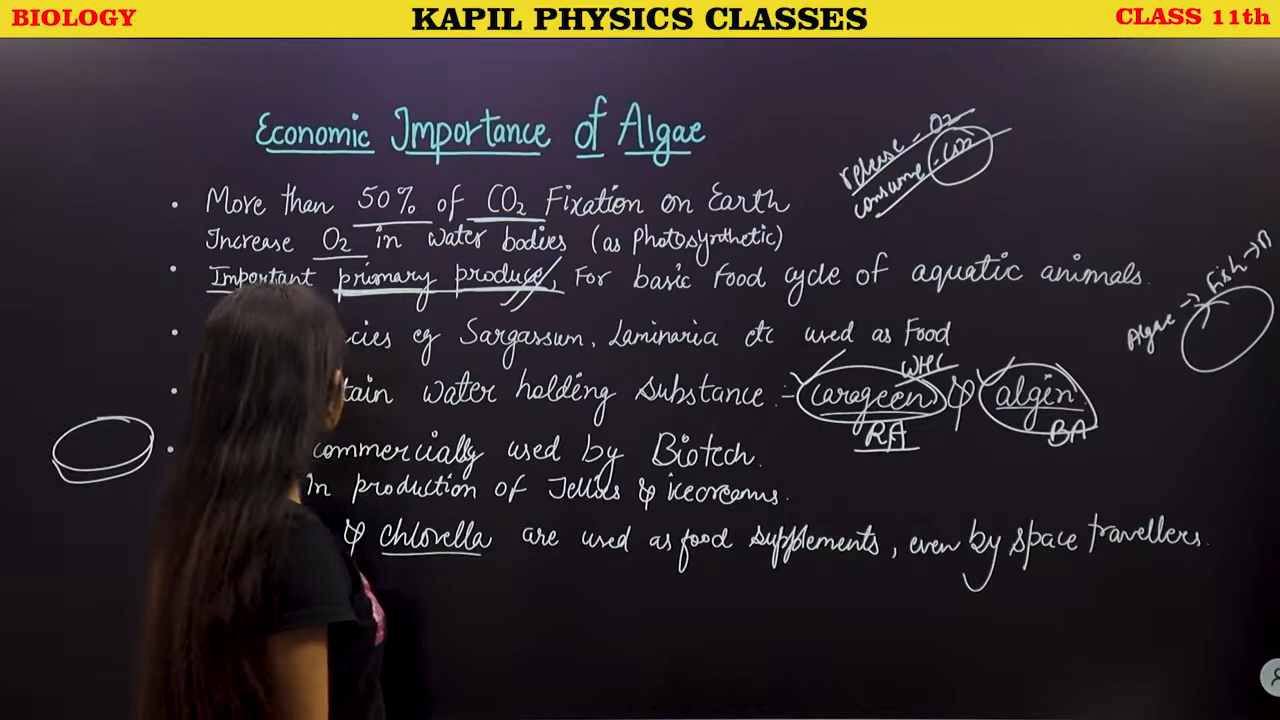 BIOLOGY
KAPIL PHYSICS CLASSES
CLASS 11th
Economic Importance of Algae
release - O2
consume - CO2
• More than 50% of CO2 Fixation on Earth
Increase O2 in water bodies (as Photosynthetic)
• Important primary produce, For basic Food cycle of aquatic animals.
Algae → Fish →
cies eg Sargassum, Laminaria etc used as Food
WHC
tain water holding substance :- carageen & algin
RA BA
commercially used by Biotech.
In production of Jellies & icecreams.
& chlorella are used as food supplements, even by space travellers.